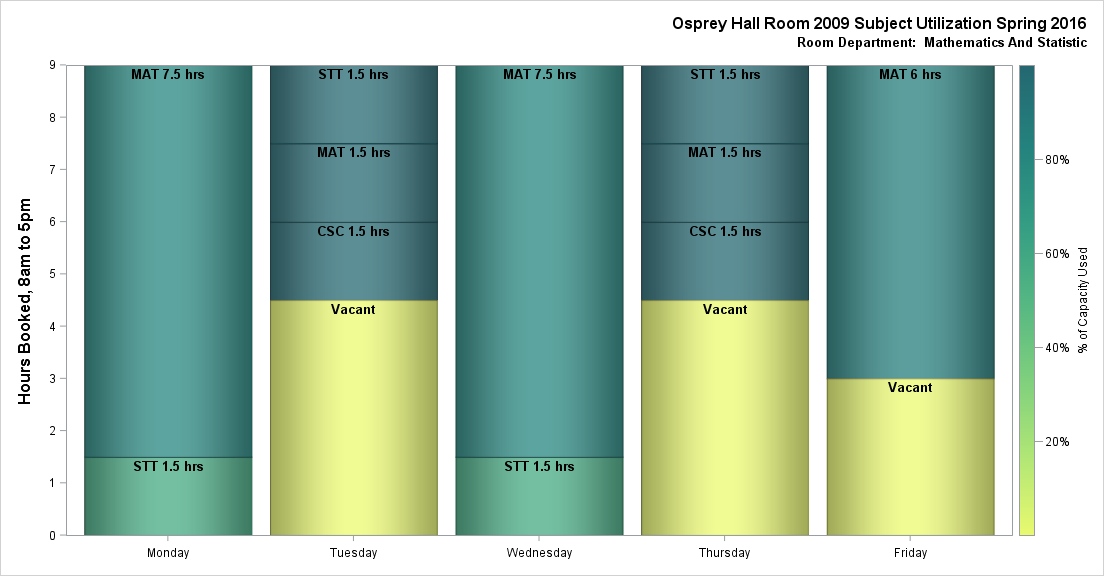 Osprey Hall Room 2009 Subject Utilization Spring 2016
Room Department:  Mathematics And Statistic
Hours Booked, 8am to 5pm
9
8
7
6
5
4
3
2
1
0
MAT 7.5 hrs
STT 1.5 hrs
STT 1.5 hrs
MAT 1.5 hrs
CSC 1.5 hrs
Vacant
MAT 7.5 hrs
STT 1.5 hrs
STT 1.5 hrs
MAT 1.5 hrs
CSC 1.5 hrs
Vacant
MAT 6 hrs
Vacant
Monday
Tuesday
Wednesday
Thursday
Friday
80%
60%
40%
20%
% of Capacity Used